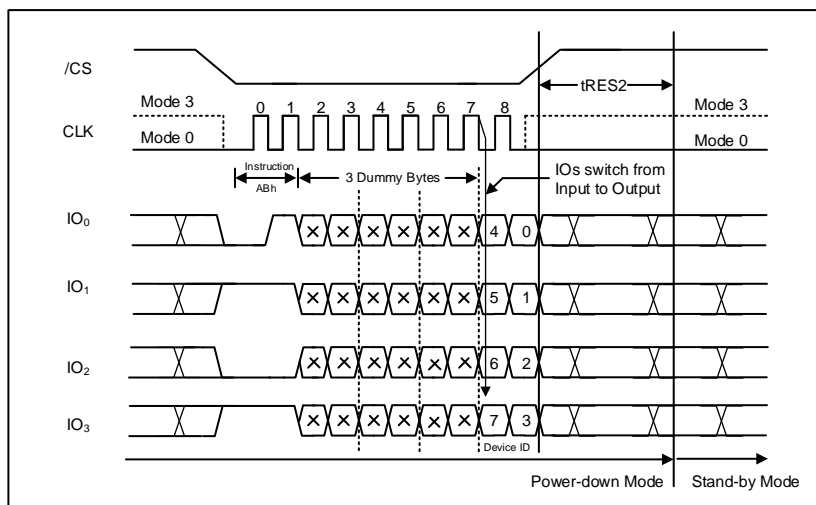 /CS
tRES2
Mode 3
0 1 2 3 4 5 6 7 8
Mode 3
CLK
Mode 0
Mode 0
Instruction
ABh
3 Dummy Bytes
IOs switch from
Input to Output
IO0
4 0
IO1
5 1
IO2
6 2
IO3
7 3
Device ID
Power-down Mode
Stand-by Mode